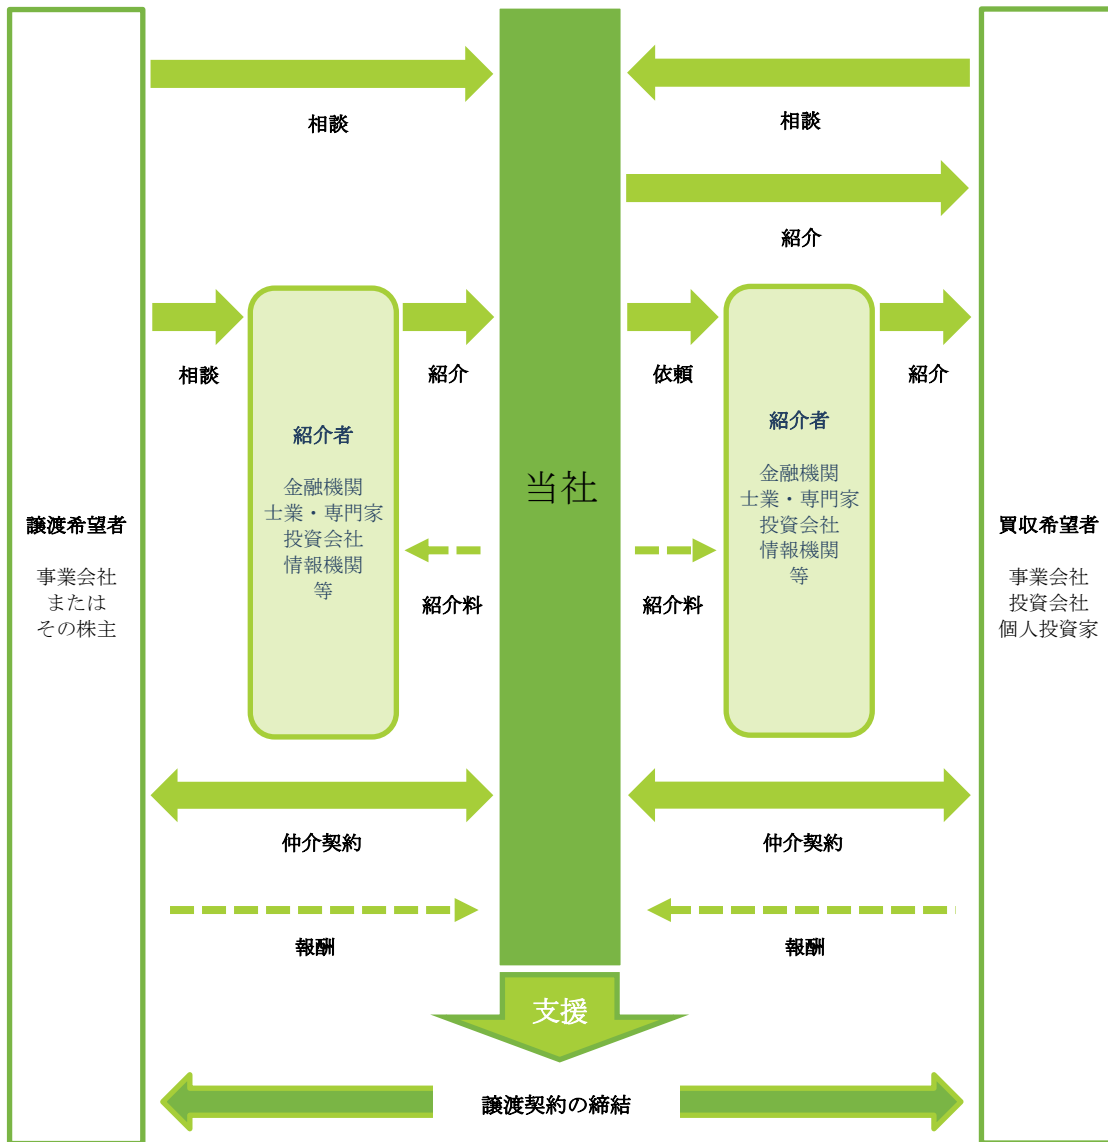 相談
相談
紹介
相談
紹介
依頼
紹介
紹介者
金融機関
士業・専門家
投資会社
情報機関
等
紹介者
金融機関
士業・専門家
投資会社
情報機関
等
当社
譲渡希望者
事業会社
または
その株主
買収希望者
事業会社
投資会社
個人投資家
紹介料
紹介料
仲介契約
仲介契約
報酬
報酬
支援
譲渡契約の締結